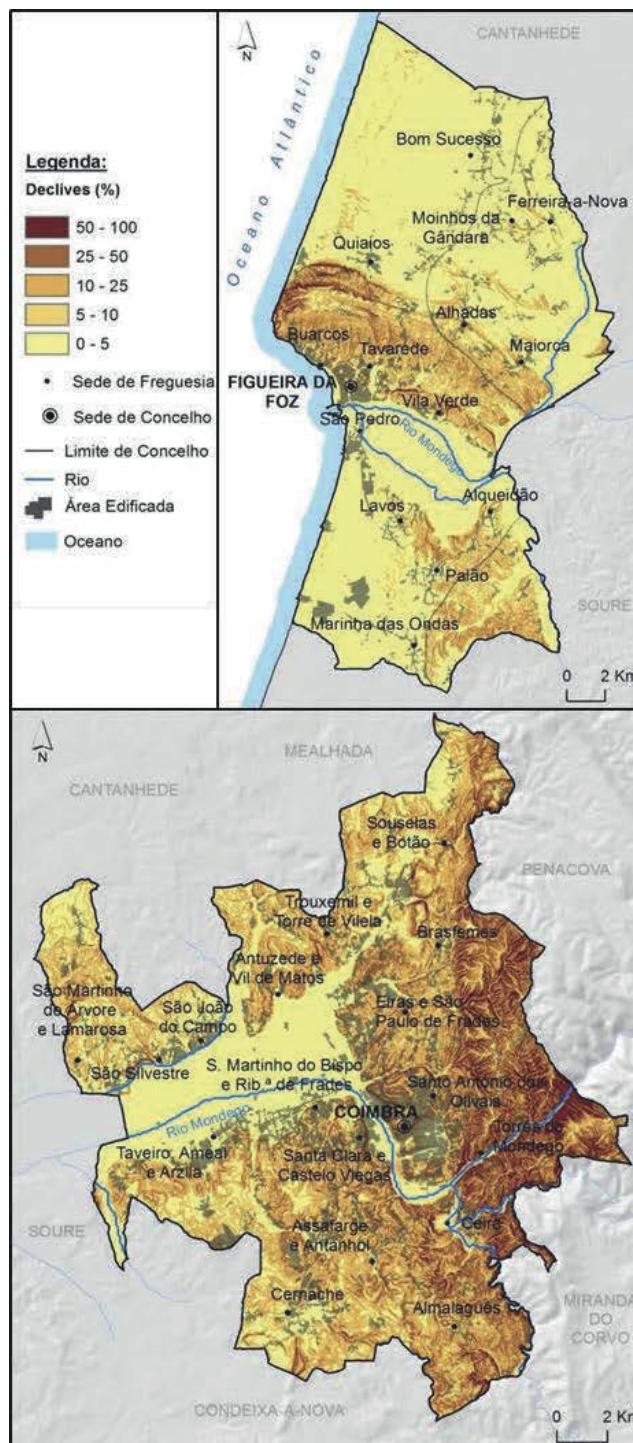 Legenda:
Declives (%)
50 - 100
25 - 50
10 - 25
5 - 10
0 - 5
Sede de Freguesia
Sede de Concelho
Limite de Concelho
Rio
Área Edificada
Oceano
N
CANTANHEDE
Oceano Atlântico
Bom Sucesso
Ferreira-a-Nova
Moinhos da
Gândara
Quiaios
Alhadas
Buarcos
Tavarede
Maiorca
FIGUEIRA DA
FOZ
Vila Verde
São Pedro
Rio Mondego
Alqueidão
Lavos
Paião
SOURE
Marinha das Ondas
0 2 Km
N
MEALHADA
CANTANHEDE
Souselas
e Botão
PENACOVA
Trouxemil e
Torre de Vilela
Brasfemes
Antuzede e
Vil de Matos
São Martinho
de Árvore
e Lamarosa
São João
do Campo
Eiras e São
Paulo de Frades
São Silvestre
S. Martinho do Bispo
e Rib.ª de Frades
Santo António dos
Olivais
COIMBRA
Rio Mondego
Torres do
Mondego
Taveiro, Ameal
e Arzila
Santa Clara e
Castelo Viegas
SOURE
Ceira
Assafarge
e Antanhol
Cernache
Almalaguês
MIRANDA
DO
CORVO
CONDEIXA-A-NOVA
0 2 Km